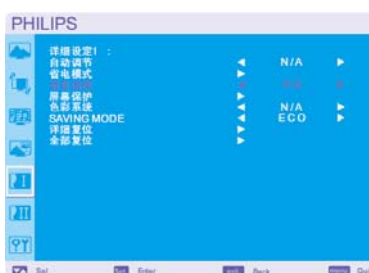 PHILIPS
详细设定1 :
自动调节 N/A
省电模式
屏幕保护
色彩系统 N/A
SAVING MODE ECO
详细复位
全部复位
Sel Enter Back